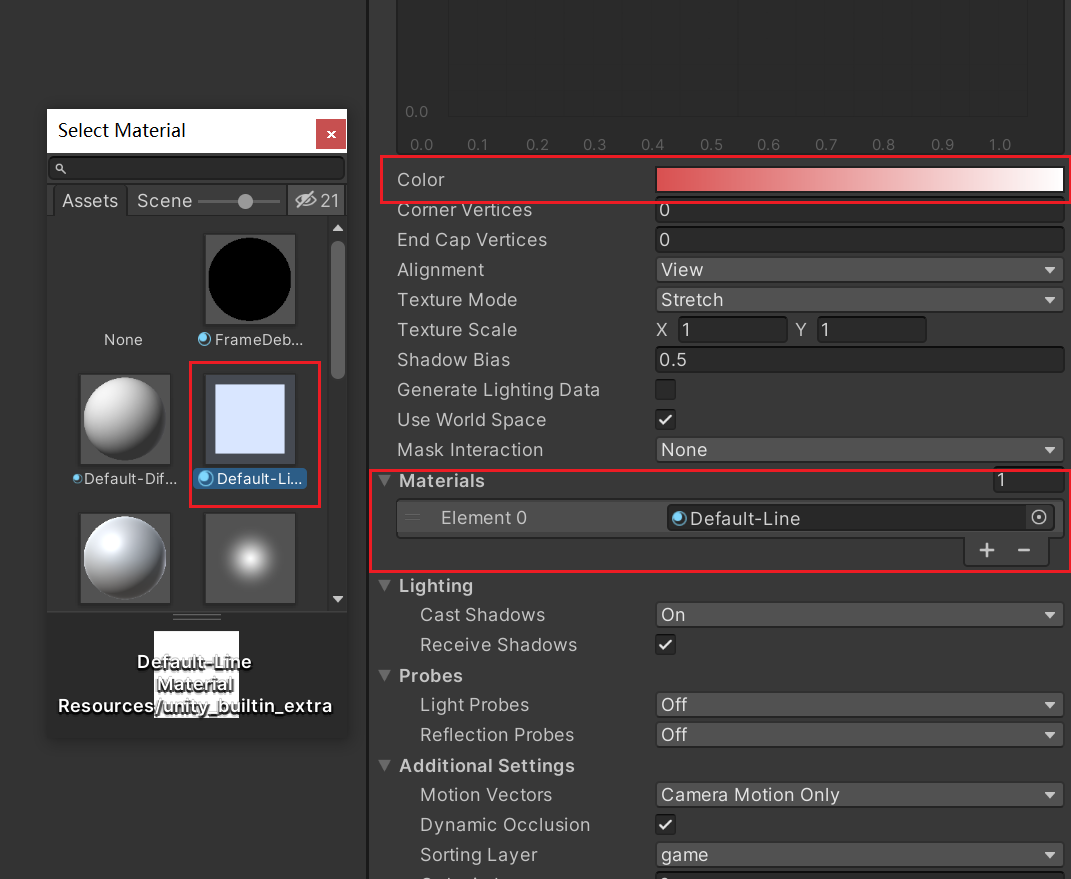 Select Material
x
Assets
Scene
21
None
FrameDeb...
Default-Dif...
Default-Li...
Default-Line
Material
Resources/unity_builtin_extra
0.0
0.0 0.1 0.2 0.3 0.4 0.5 0.6 0.7 0.8 0.9 1.0
Color
Corner Vertices 0
End Cap Vertices 0
Alignment View
Texture Mode Stretch
Texture Scale X 1 Y 1
Shadow Bias 0.5
Generate Lighting Data
Use World Space
Mask Interaction None
Materials 1
Element 0 Default-Line
+ −
Lighting
Cast Shadows On
Receive Shadows
Probes
Light Probes Off
Reflection Probes Off
Additional Settings
Motion Vectors Camera Motion Only
Dynamic Occlusion
Sorting Layer game